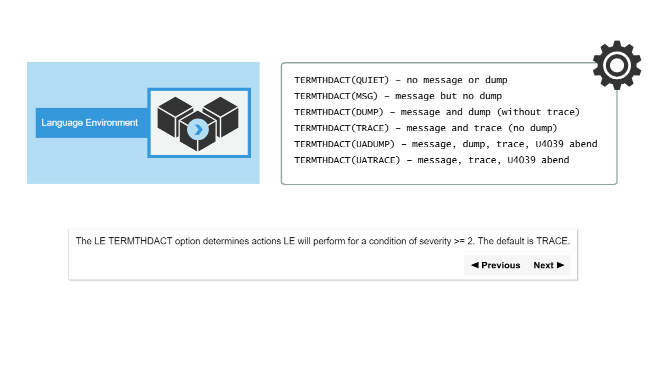 Language Environment
TERMTHDACT(QUIET) – no message or dump
TERMTHDACT(MSG) – message but no dump
TERMTHDACT(DUMP) – message and dump (without trace)
TERMTHDACT(TRACE) – message and trace (no dump)
TERMTHDACT(UADUMP) – message, dump, trace, U4039 abend
TERMTHDACT(UATRACE) – message, trace, U4039 abend
The LE TERMTHDACT option determines actions LE will perform for a condition of severity >= 2. The default is TRACE.
◀ Previous Next ▶